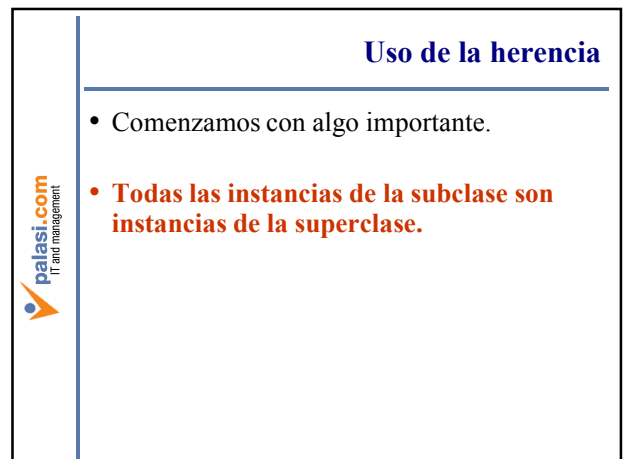 Uso de la herencia
• Comenzamos con algo importante.
• Todas las instancias de la subclase son
instancias de la superclase.
palasi.com
IT and management